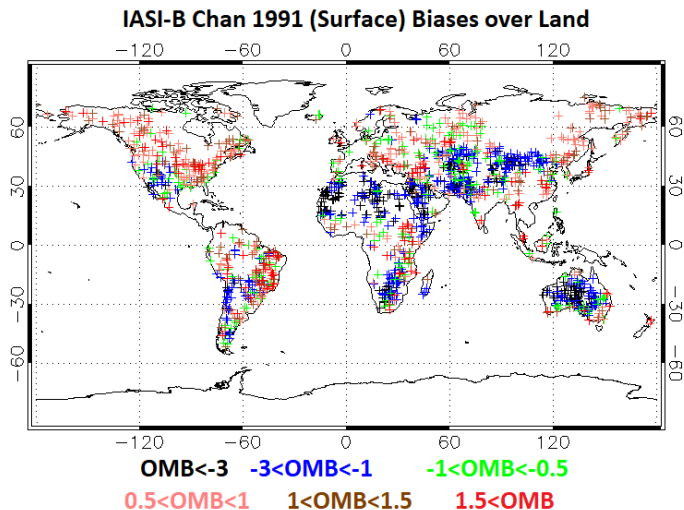 IASI-B Chan 1991 (Surface) Biases over Land
−120 −60 0 60 120
60 60
30 30
0 0
−30 −30
−60 −60
−120 −60 0 60 120
OMB<-3 -3<OMB<-1 -1<OMB<-0.5
0.5<OMB<1 1<OMB<1.5 1.5<OMB